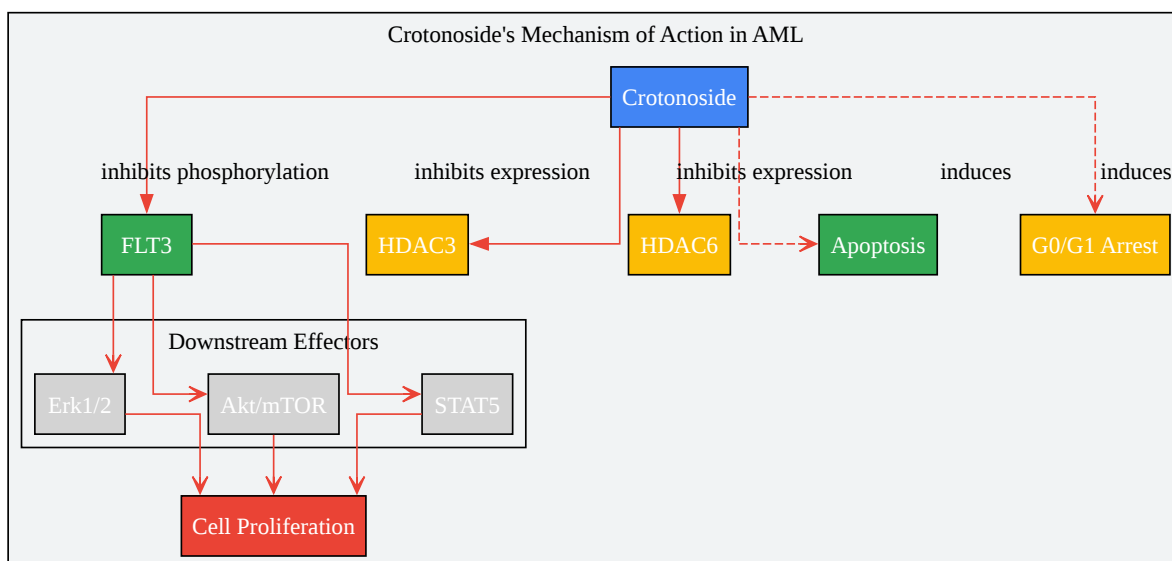 Crotonoside's Mechanism of Action in AML
Crotonoside
inhibits phosphorylation
inhibits expression
inhibits expression
induces
induces
FLT3
HDAC3
HDAC6
Apoptosis
G0/G1 Arrest
Downstream Effectors
Erk1/2
Akt/mTOR
STAT5
Cell Proliferation